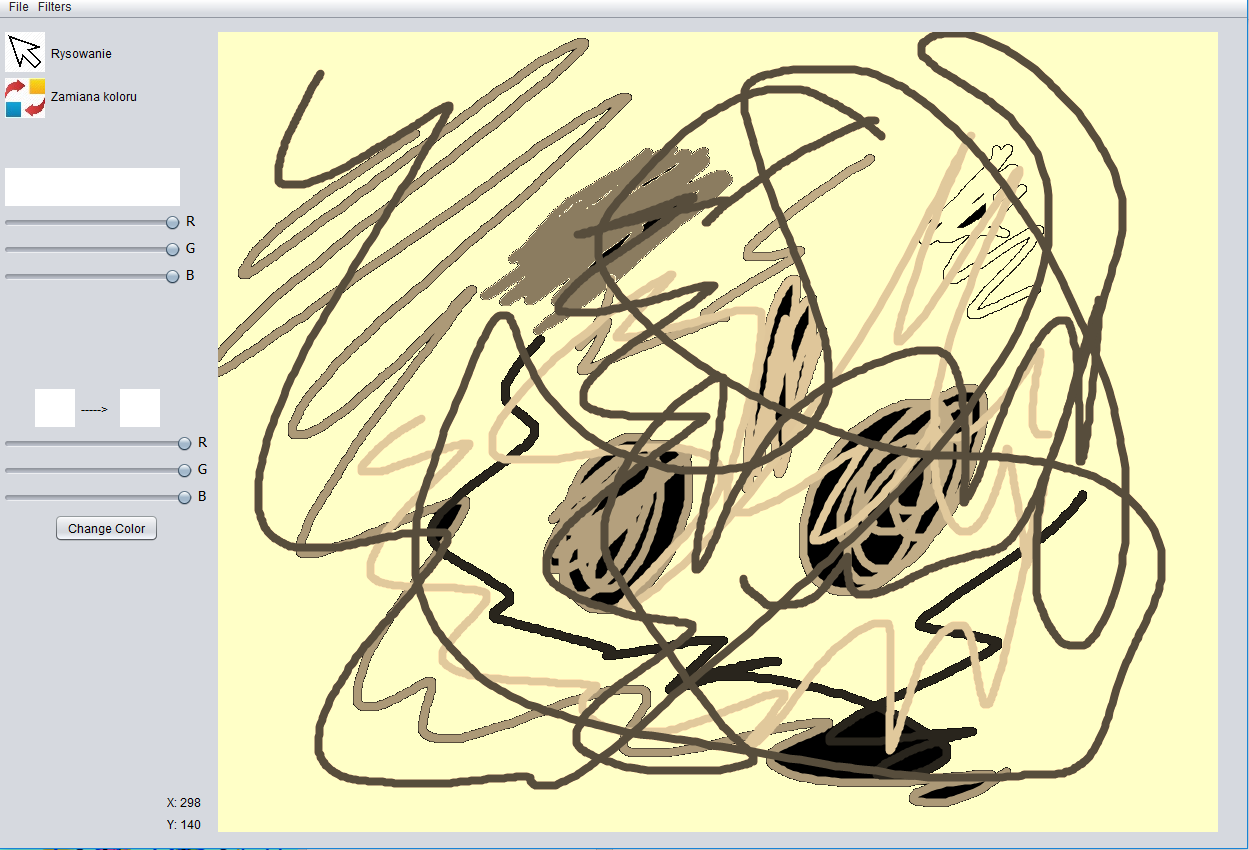 File Filters
Rysowanie
Zamiana koloru
R
G
B
----->
R
G
B
Change Color
X: 298
Y: 140